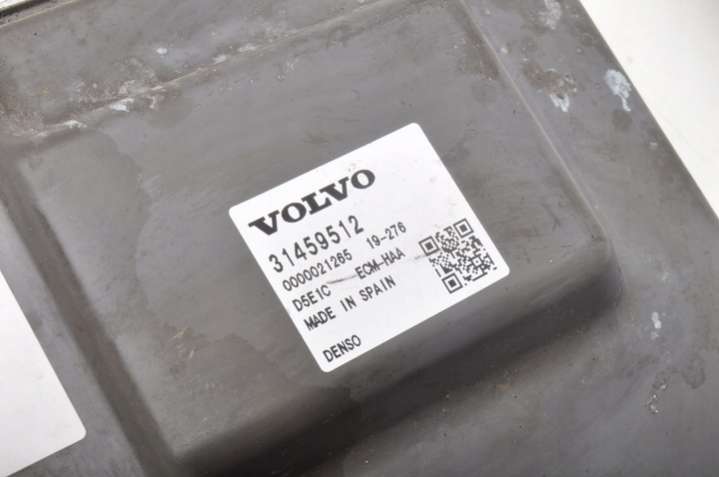 VOLVO
31459512
0000021265 19-276
D5E1C ECM-HAA
MADE IN SPAIN
DENSO